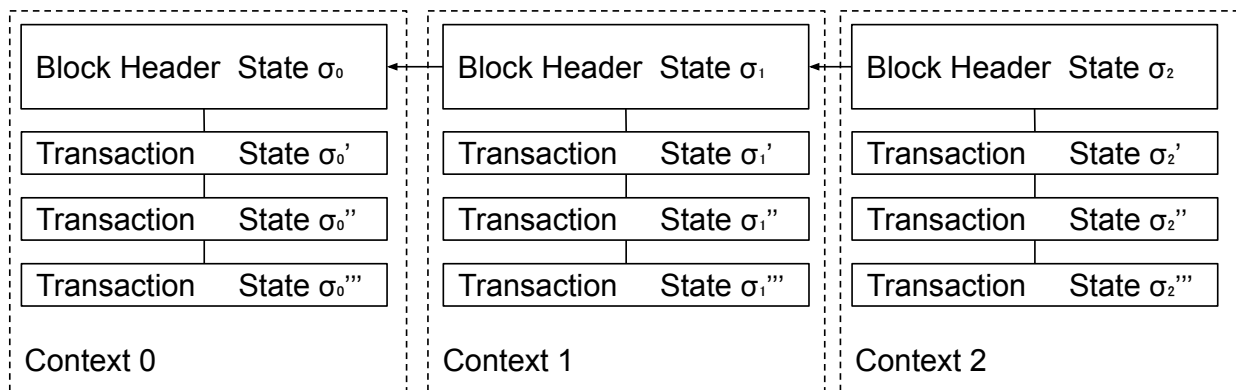 Block Header State σ₀
Transaction State σ₀’
Transaction State σ₀’’
Transaction State σ₀’’’
Context 0
Block Header State σ₁
Transaction State σ₁’
Transaction State σ₁’’
Transaction State σ₁’’’
Context 1
Block Header State σ₂
Transaction State σ₂’
Transaction State σ₂’’
Transaction State σ₂’’’
Context 2